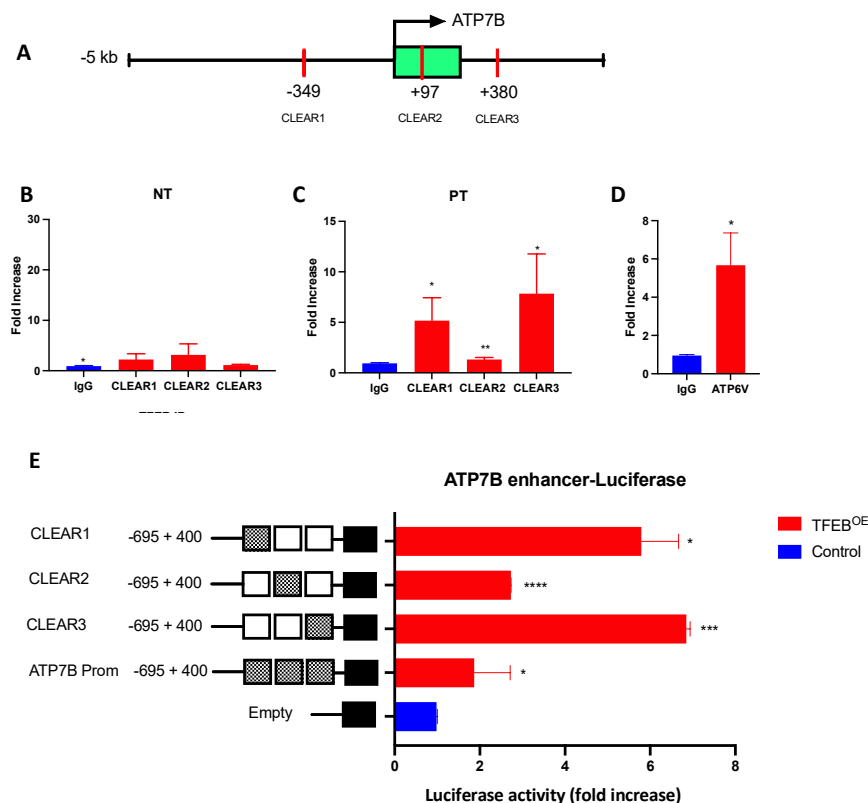 A
-5 kb
ATP7B
-349
+97
+380
CLEAR1
CLEAR2
CLEAR3
B
NT
Fold Increase
30
20
10
0
*
IgG
CLEAR1
CLEAR2
CLEAR3
C
PT
Fold Increase
15
10
5
0
*
**
*
IgG
CLEAR1
CLEAR2
CLEAR3
D
Fold Increase
8
6
4
2
0
*
IgG
ATP6V
E
ATP7B enhancer-Luciferase
CLEAR1 -695 + 400 *
CLEAR2 -695 + 400 ****
CLEAR3 -695 + 400 ***
ATP7B Prom -695 + 400 *
Empty
0 2 4 6 8
Luciferase activity (fold increase)
TFEBOE
Control